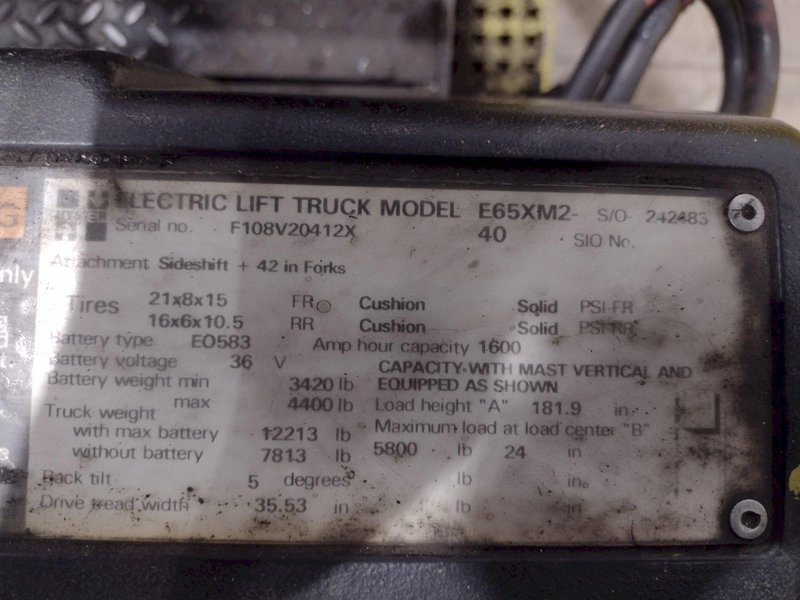 ELECTRIC LIFT TRUCK MODEL E65XM2-40 S/O- 242483
Serial no. F108V20412X SIO No.
Attachment Sideshift + 42 in Forks
Tires 21x8x15 FR Cushion Solid PSI-FR
16x6x10.5 RR Cushion Solid PSI-RR
Battery type EO583 Amp hour capacity 1600
Battery voltage 36 V
CAPACITY WITH MAST VERTICAL AND
EQUIPPED AS SHOWN
Battery weight min 3420 lb
max 4400 lb Load height "A" 181.9 in
Truck weight
Maximum load at load center "B"
with max battery 12213 lb
5800 lb 24 in
without battery 7813 lb
Back tilt 5 degrees lb in
Drive tread width 35.53 in lb in
nly